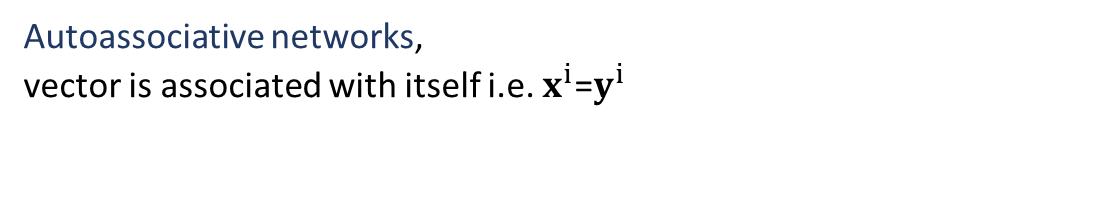 Autoassociative networks,
vector is associated with itself i.e. xⁱ=yⁱ